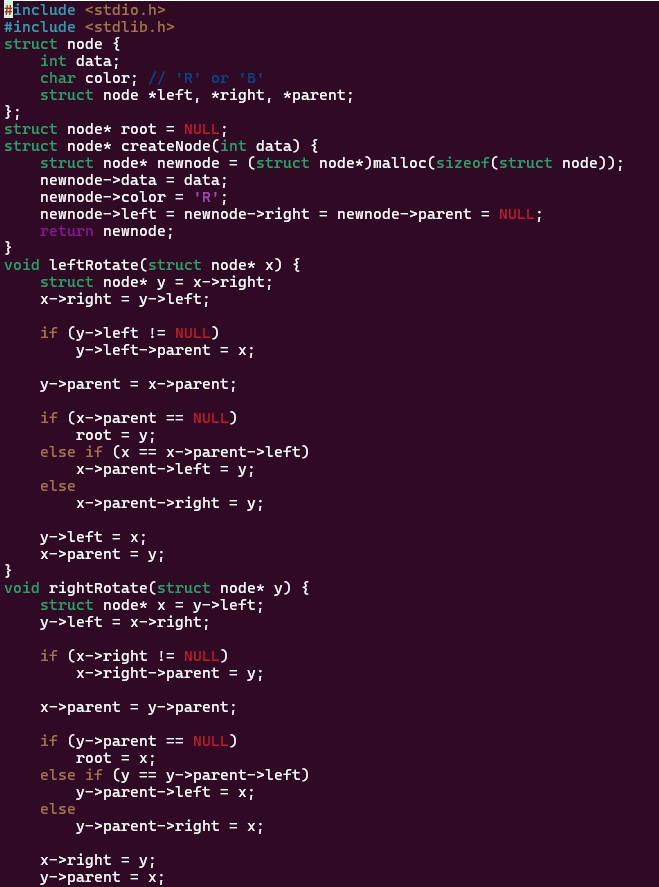 #include <stdio.h>
#include <stdlib.h>
struct node {
    int data;
    char color; // 'R' or 'B'
    struct node *left, *right, *parent;
};
struct node* root = NULL;
struct node* createNode(int data) {
    struct node* newnode = (struct node*)malloc(sizeof(struct node));
    newnode->data = data;
    newnode->color = 'R';
    newnode->left = newnode->right = newnode->parent = NULL;
    return newnode;
}
void leftRotate(struct node* x) {
    struct node* y = x->right;
    x->right = y->left;

    if (y->left != NULL)
        y->left->parent = x;

    y->parent = x->parent;

    if (x->parent == NULL)
        root = y;
    else if (x == x->parent->left)
        x->parent->left = y;
    else
        x->parent->right = y;

    y->left = x;
    x->parent = y;
}
void rightRotate(struct node* y) {
    struct node* x = y->left;
    y->left = x->right;

    if (x->right != NULL)
        x->right->parent = y;

    x->parent = y->parent;

    if (y->parent == NULL)
        root = x;
    else if (y == y->parent->left)
        y->parent->left = x;
    else
        y->parent->right = x;

    x->right = y;
    y->parent = x;